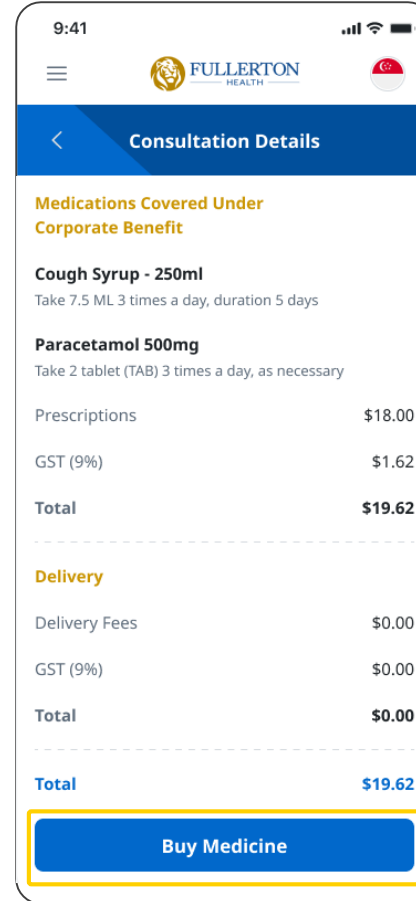 9:41
FULLERTON
HEALTH
Consultation Details
Medications Covered Under
Corporate Benefit
Cough Syrup - 250ml
Take 7.5 ML 3 times a day, duration 5 days
Paracetamol 500mg
Take 2 tablet (TAB) 3 times a day, as necessary
Prescriptions $18.00
GST (9%) $1.62
Total $19.62
Delivery
Delivery Fees $0.00
GST (9%) $0.00
Total $0.00
Total $19.62
Buy Medicine